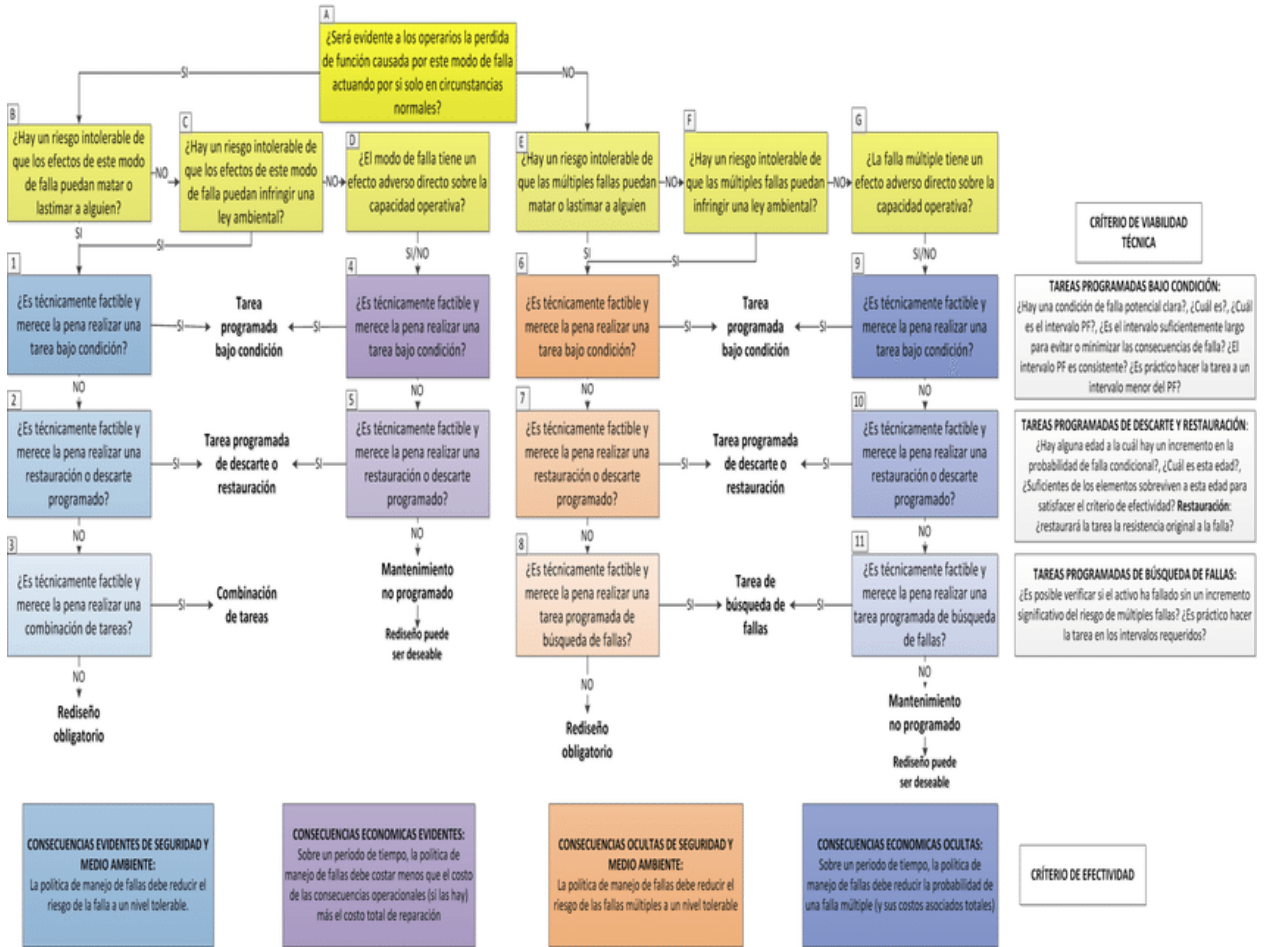 A
¿Será evidente a los operarios la perdida
de función causada por este modo de falla
actuando por si solo en circunstancias
normales?
SI
NO
B
¿Hay un riesgo intolerable de
que los efectos de este modo
de falla puedan matar o
lastimar a alguien?
NO
SI
C
¿Hay un riesgo intolerable de
que los efectos de este modo
de falla puedan infringir una
ley ambiental?
NO
SI
D
¿El modo de falla tiene un
efecto adverso directo sobre la
capacidad operativa?
SI/NO
E
¿Hay un riesgo intolerable de
que las múltiples fallas puedan
matar o lastimar a alguien
NO
SI
F
¿Hay un riesgo intolerable de
que las múltiples fallas puedan
infringir una ley ambiental?
NO
SI
G
¿La falla múltiple tiene un
efecto adverso directo sobre la
capacidad operativa?
SI/NO
CRÍTERIO DE VIABILIDAD
TÉCNICA
1
¿Es técnicamente factible y
merece la pena realizar una
tarea bajo condición?
SI
NO
Tarea
programada
bajo condición
4
¿Es técnicamente factible y
merece la pena realizar una
tarea bajo condición?
SI
NO
6
¿Es técnicamente factible y
merece la pena realizar una
tarea bajo condición?
SI
NO
Tarea
programada
bajo condición
9
¿Es técnicamente factible y
merece la pena realizar una
tarea bajo condición?
SI
NO
TAREAS PROGRAMADAS BAJO CONDICIÓN:
¿Hay una condición de falla potencial clara?, ¿Cuál es?, ¿Cuál
es el intervalo PF?, ¿Es el intervalo suficientemente largo
para evitar o minimizar las consecuencias de falla? ¿El
intervalo PF es consistente? ¿Es práctico hacer la tarea a un
intervalo menor del PF?
2
¿Es técnicamente factible y
merece la pena realizar una
restauración o descarte
programado?
SI
NO
Tarea programada
de descarte o
restauración
5
¿Es técnicamente factible y
merece la pena realizar una
restauración o descarte
programado?
SI
NO
7
¿Es técnicamente factible y
merece la pena realizar una
restauración o descarte
programado?
SI
NO
Tarea programada
de descarte o
restauración
10
¿Es técnicamente factible y
merece la pena realizar una
restauración o descarte
programado?
SI
NO
TAREAS PROGRAMADAS DE DESCARTE Y RESTAURACIÓN:
¿Hay alguna edad a la cuál hay un incremento en la
probabilidad de falla condicional?, ¿Cuál es esta edad?,
¿Suficientes de los elementos sobreviven a esta edad para
satisfacer el criterio de efectividad? Restauración:
¿restaurará la tarea la resistencia original a la falla?
3
¿Es técnicamente factible y
merece la pena realizar una
combinación de tareas?
SI
NO
Combinación
de tareas
Rediseño
obligatorio
Mantenimiento
no programado
Rediseño puede
ser deseable
8
¿Es técnicamente factible y
merece la pena realizar una
tarea programada de
búsqueda de fallas?
SI
NO
Tarea de
búsqueda de
fallas
Rediseño
obligatorio
11
¿Es técnicamente factible y
merece la pena realizar una
tarea programada de búsqueda
de fallas?
SI
NO
Mantenimiento
no programado
Rediseño puede
ser deseable
TAREAS PROGRAMADAS DE BÚSQUEDA DE FALLAS:
¿Es posible verificar si el activo ha fallado sin un incremento
significativo del riesgo de múltiples fallas? ¿Es práctico hacer
la tarea en los intervalos requeridos?
CONSECUENCIAS EVIDENTES DE SEGURIDAD Y
MEDIO AMBIENTE:
La política de manejo de fallas debe reducir el
riesgo de la falla a un nivel tolerable.
CONSECUENCIAS ECONOMICAS EVIDENTES:
Sobre un periodo de tiempo, la política de
manejo de fallas debe costar menos que el costo
de las consecuencias operacionales (si las hay)
más el costo total de reparación
CONSECUENCIAS OCULTAS DE SEGURIDAD Y
MEDIO AMBIENTE:
La política de manejo de fallas debe reducir el
riesgo de las fallas múltiples a un nivel tolerable
CONSECUENCIAS ECONOMICAS OCULTAS:
Sobre un periodo de tiempo, la política de
manejo de fallas debe reducir la probabilidad de
una falla múltiple (y sus costos asociados totales)
CRÍTERIO DE EFECTIVIDAD